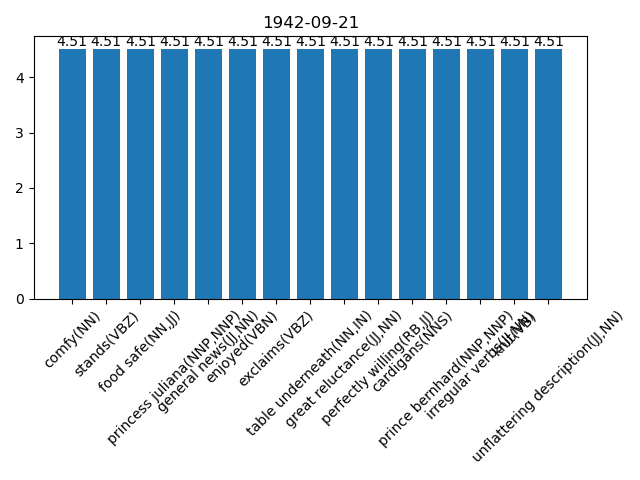 1942-09-21
4.51 4.51 4.51 4.51 4.51 4.51 4.51 4.51 4.51 4.51 4.51 4.51 4.51 4.51 4.51
4
3
2
1
0
comfy(NN)
stands(VBZ)
food safe(NN,JJ)
princess juliana(NNP,NNP)
general news(JJ,NN)
enjoyed(VBN)
exclaims(VBZ)
table underneath(NN,IN)
great reluctance(JJ,NN)
perfectly willing(RB,JJ)
cardigans(NNS)
prince bernhard(NNP,NNP)
irregular verbs(JJ,NN)
unflattering description(JJ,NN)